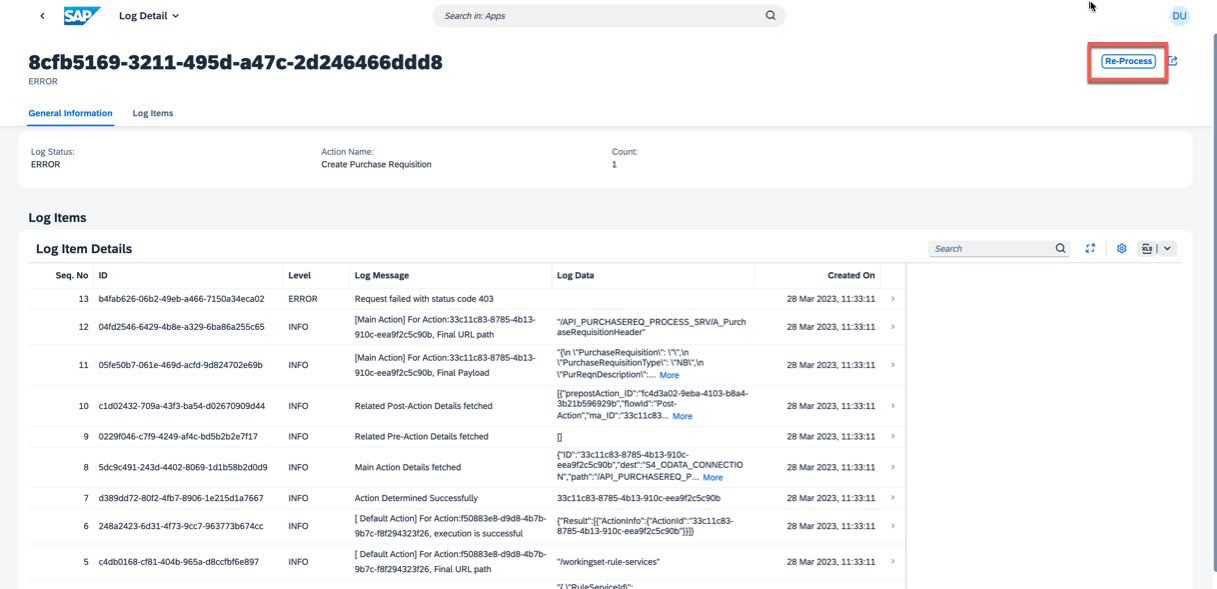 SAP
Log Detail
Search in: Apps
DU
8cfb5169-3211-495d-a47c-2d246466ddd8
ERROR
Re-Process
General Information
Log Items
Log Status:
ERROR
Action Name:
Create Purchase Requisition
Count:
1
Log Items
Log Item Details
Search
XLS
Seq. No ID Level Log Message Log Data Created On
13 b4fab626-06b2-49eb-a466-7150a34eca02 ERROR Request failed with status code 403 28 Mar 2023, 11:33:11
12 04fd2546-6429-4b8e-a329-6ba86a255c65 INFO [Main Action] For Action:33c11c83-8785-4b13-
910c-eea9f2c5c90b, Final URL path
"/API_PURCHASEREQ_PROCESS_SRV/A_Purch
aseRequisitionHeader"
28 Mar 2023, 11:33:11
11 05fe50b7-061e-469d-acfd-9d824702e69b INFO [Main Action] For Action:33c11c83-8785-4b13-
910c-eea9f2c5c90b, Final Payload
"{\n \"PurchaseRequisition\": \"\",\n
\"PurchaseRequisitionType\": \"NB\",\n
\"PurReqnDescription\":... More
28 Mar 2023, 11:33:11
10 c1d02432-709a-43f3-ba54-d02670909d44 INFO Related Post-Action Details fetched
[{"prepostAction_ID":"fc4d3a02-9eba-4103-b8a4-
3b21b596929b","flowId":"Post-
Action","ma_ID":"33c11c83... More
28 Mar 2023, 11:33:11
9 0229f046-c7f9-4249-af4c-bd5b2b2e7f17 INFO Related Pre-Action Details fetched [] 28 Mar 2023, 11:33:11
8 5dc9c491-243d-4402-8069-1d1b58b2d0d9 INFO Main Action Details fetched
{"ID":"33c11c83-8785-4b13-910c-
eea9f2c5c90b","dest":"S4_ODATA_CONNECTIO
N","path":"/API_PURCHASEREQ_P... More
28 Mar 2023, 11:33:11
7 d389dd72-80f2-4fb7-8906-1e215d1a7667 INFO Action Determined Successfully 33c11c83-8785-4b13-910c-eea9f2c5c90b 28 Mar 2023, 11:33:11
6 248a2423-6d31-4f73-9cc7-963773b674cc INFO [ Default Action] For Action:f50883e8-d9d8-4b7b-
9b7c-f8f294323f26, execution is successful
{"Result":[{"ActionInfo":{"ActionId":"33c11c83-
8785-4b13-910c-eea9f2c5c90b"}}]}
28 Mar 2023, 11:33:11
5 c4db0168-cf81-404b-965a-d8ccfbf6e897 INFO [ Default Action] For Action:f50883e8-d9d8-4b7b-
9b7c-f8f294323f26, Final URL path
"/workingset-rule-services"
28 Mar 2023, 11:33:11
"{ \"RuleServiceId\":